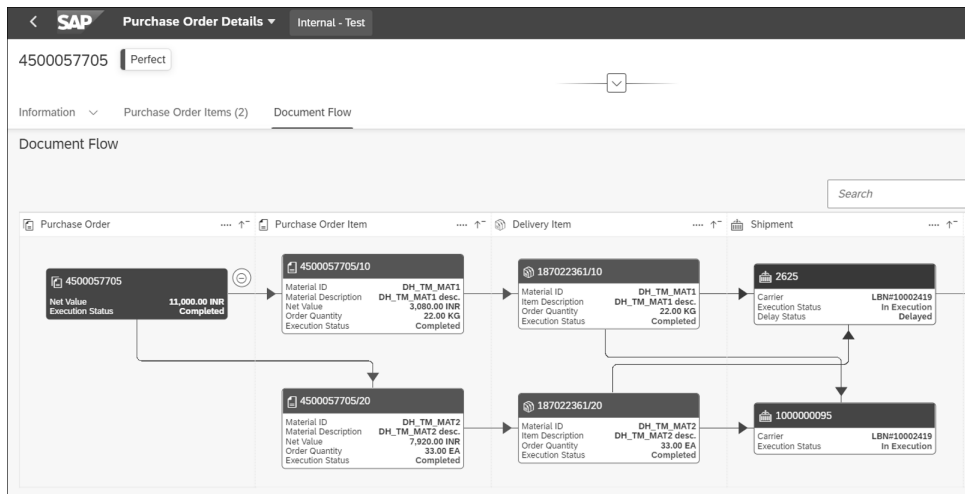 SAP Purchase Order Details Internal - Test
4500057705 Perfect
Information Purchase Order Items (2) Document Flow
Document Flow
Search
Purchase Order Purchase Order Item Delivery Item Shipment
4500057705
Net Value 11,000.00 INR
Execution Status Completed
4500057705/10
Material ID DH_TM_MAT1
Material Description DH_TM_MAT1 desc.
Net Value 3,080.00 INR
Order Quantity 22.00 KG
Execution Status Completed
187022361/10
Material ID DH_TM_MAT1
Item Description DH_TM_MAT1 desc.
Order Quantity 22.00 KG
Execution Status Completed
2625
Carrier LBN#10002419
Execution Status In Execution
Delay Status Delayed
4500057705/20
Material ID DH_TM_MAT2
Material Description DH_TM_MAT2 desc.
Net Value 7,920.00 INR
Order Quantity 33.00 EA
Execution Status Completed
187022361/20
Material ID DH_TM_MAT2
Item Description DH_TM_MAT2 desc.
Order Quantity 33.00 EA
Execution Status Completed
1000000095
Carrier LBN#10002419
Execution Status In Execution